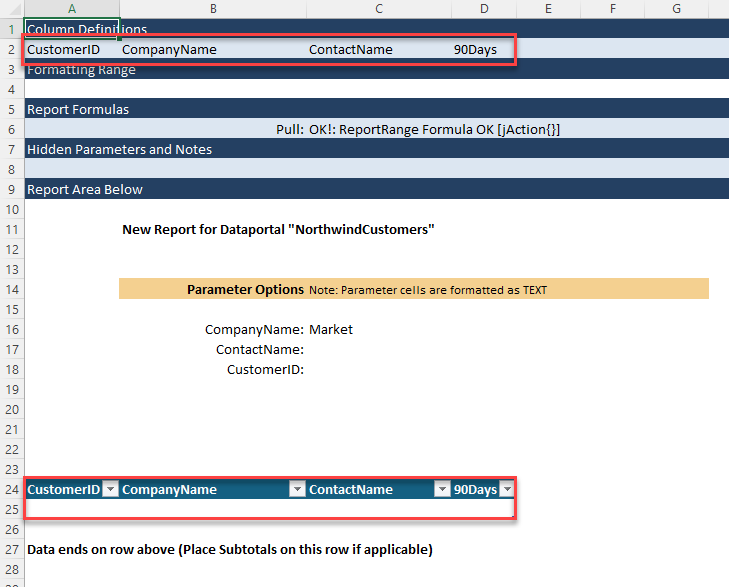 A B C D E F G
1 Column Definitions
2 CustomerID CompanyName ContactName 90Days
3 Formatting Range
4
5 Report Formulas
6 Pull: OK!: ReportRange Formula OK [jAction{}]
7 Hidden Parameters and Notes
8
9 Report Area Below
10
11 New Report for Dataportal "NorthwindCustomers"
12
13
14 Parameter Options Note: Parameter cells are formatted as TEXT
15
16 CompanyName: Market
17 ContactName:
18 CustomerID:
19
20
21
22
23
24 CustomerID CompanyName ContactName 90Days
25
26
27 Data ends on row above (Place Subtotals on this row if applicable)
28